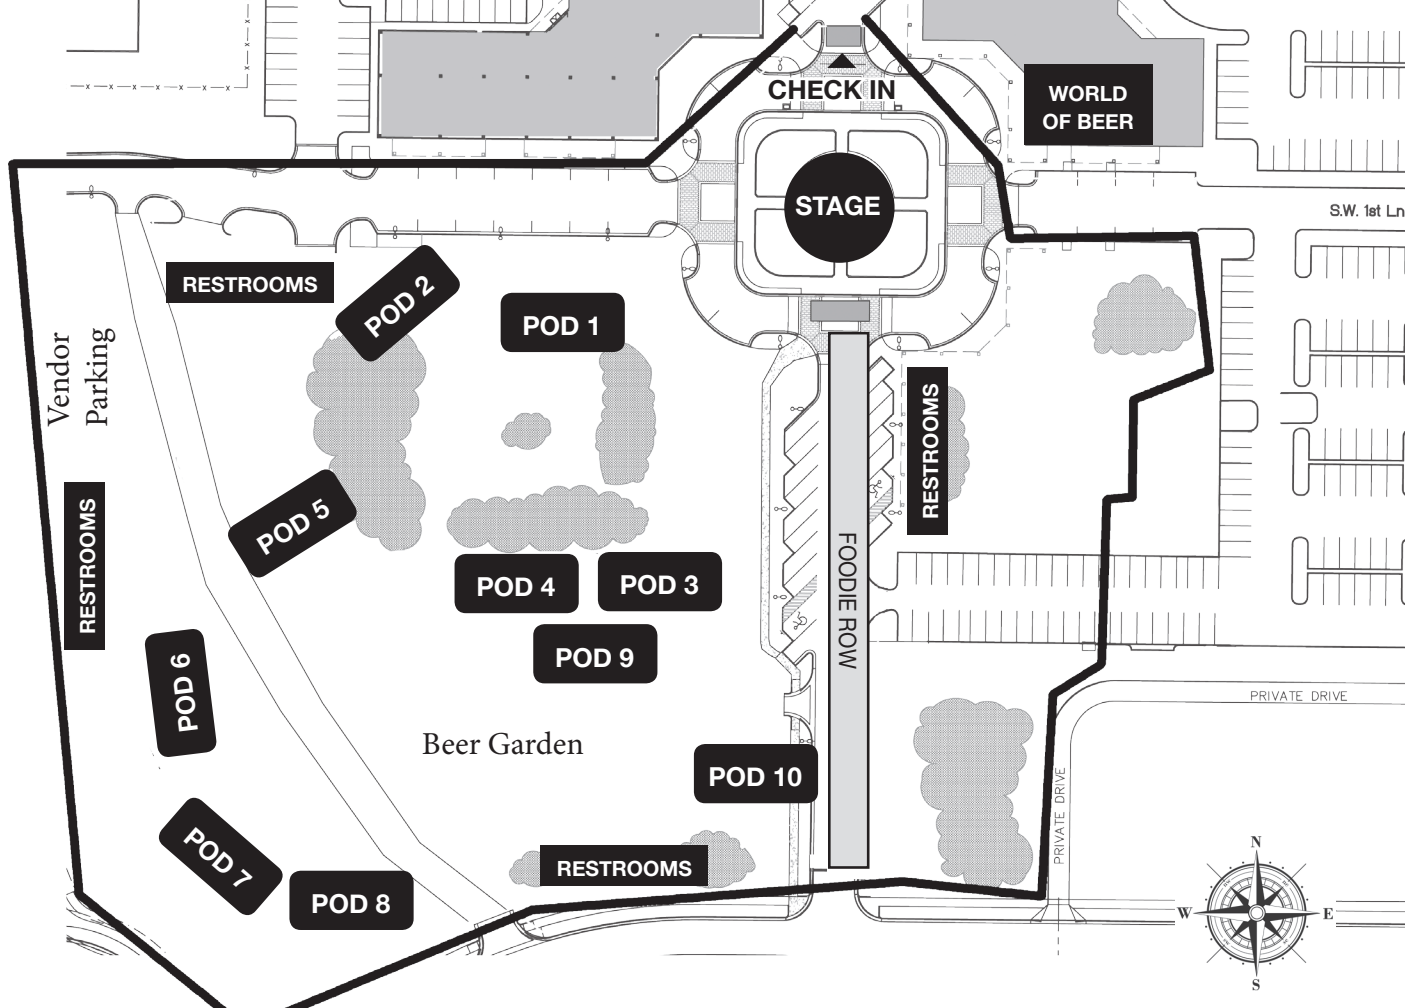 CHECK IN
WORLD
OF BEER
STAGE
S.W. 1st Ln
RESTROOMS
POD 2
POD 1
Vendor
Parking
RESTROOMS
POD 5
RESTROOMS
FOODIE ROW
POD 4
POD 3
POD 9
POD 6
PRIVATE DRIVE
Beer Garden
POD 10
PRIVATE DRIVE
POD 7
RESTROOMS
POD 8
N
W
E
S